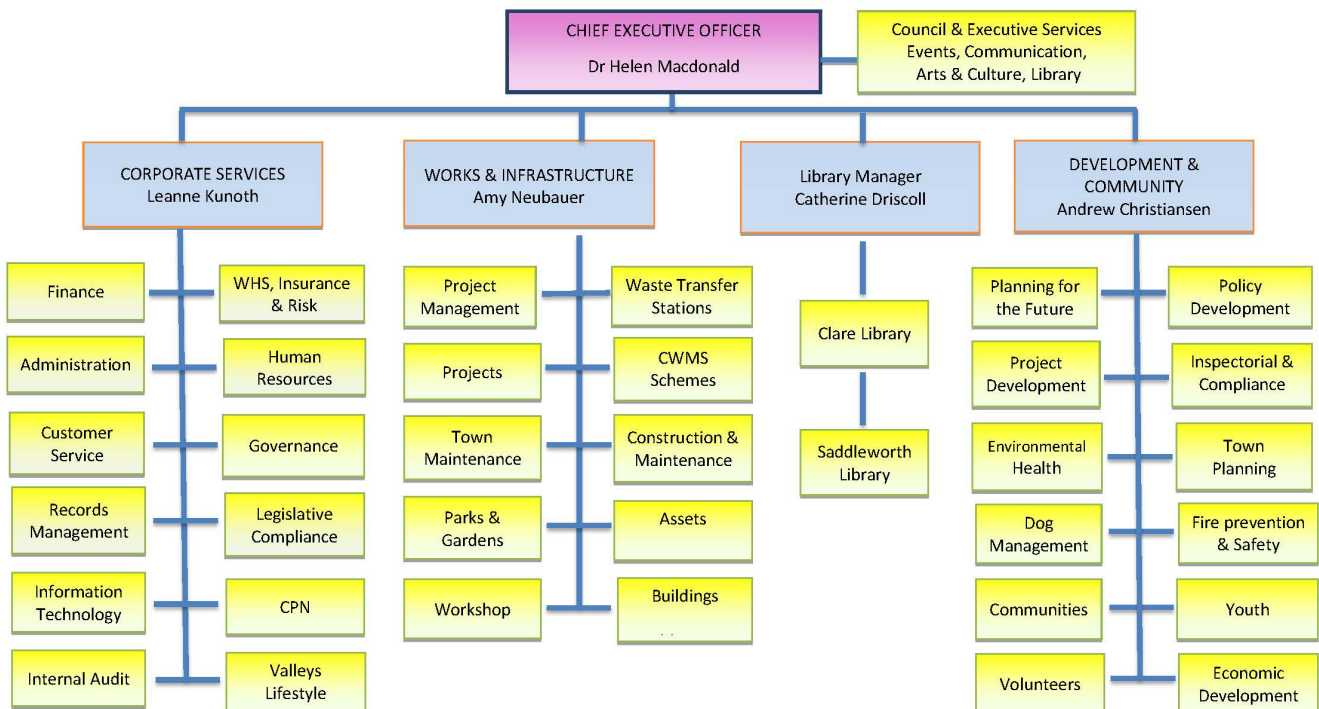 CHIEF EXECUTIVE OFFICER
Dr Helen Macdonald
Council & Executive Services
Events, Communication,
Arts & Culture, Library
CORPORATE SERVICES
Leanne Kunoth
WORKS & INFRASTRUCTURE
Amy Neubauer
Library Manager
Catherine Driscoll
DEVELOPMENT &
COMMUNITY
Andrew Christiansen
Finance
WHS, Insurance
& Risk
Administration
Human
Resources
Customer
Service
Governance
Records
Management
Legislative
Compliance
Information
Technology
CPN
Internal Audit
Valleys
Lifestyle
Project
Management
Waste Transfer
Stations
Projects
CWMS
Schemes
Town
Maintenance
Construction &
Maintenance
Parks &
Gardens
Assets
Workshop
Buildings
Clare Library
Saddleworth
Library
Planning for
the Future
Policy
Development
Project
Development
Inspectorial &
Compliance
Environmental
Health
Town
Planning
Dog
Management
Fire prevention
& Safety
Communities
Youth
Volunteers
Economic
Development